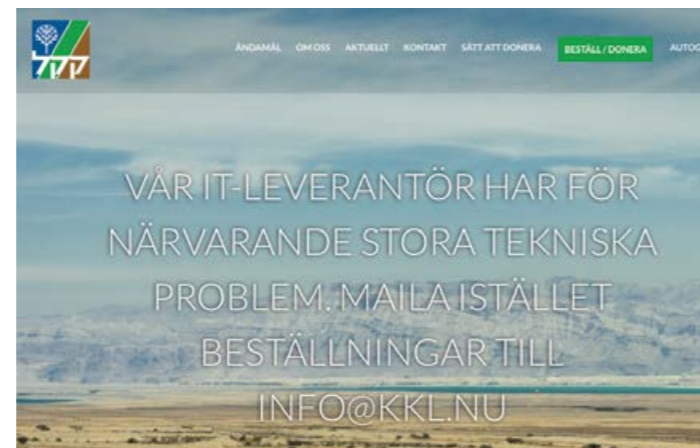 קקל
ÄNDAMÅL OM OSS AKTUELLT KONTAKT SÄTT ATT DONERA BESTÄLL / DONERA
VÅR IT-LEVERANTÖR HAR FÖR
NÄRVARANDE STORA TEKNISKA
PROBLEM. MAILA ISTÄLLET
BESTÄLLNINGAR TILL
INFO@KKL.NU